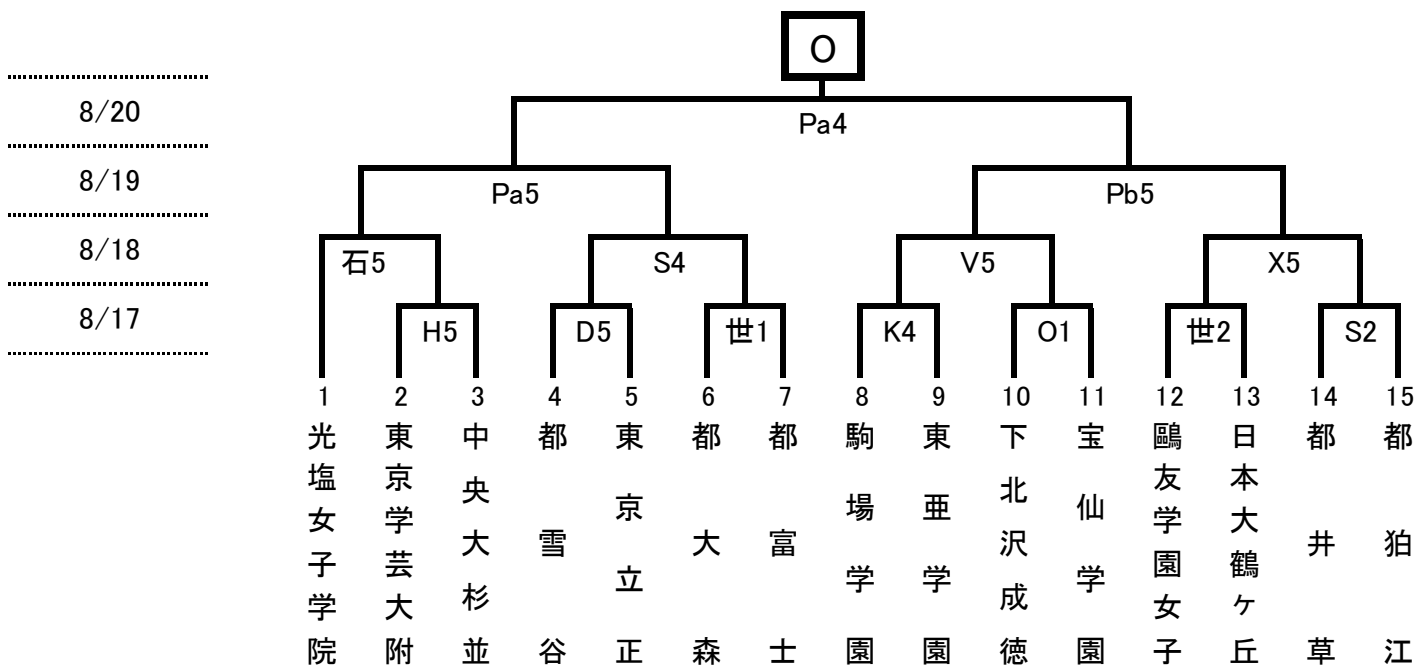 O
8/20
Pa4
8/19
Pa5
Pb5
8/18
石5
S4
V5
X5
8/17
H5
D5
世1
K4
O1
世2
S2
1
2
3
4
5
6
7
8
9
10
11
12
13
14
15
光塩女子学院
東京学芸大附
中央大杉並
都雪谷
東京立正
都大森
都富士
駒場学園
東亜学園
下北沢成徳
宝仙学園
鷗友学園女子
日本大鶴ケ丘
都井草
都狛江